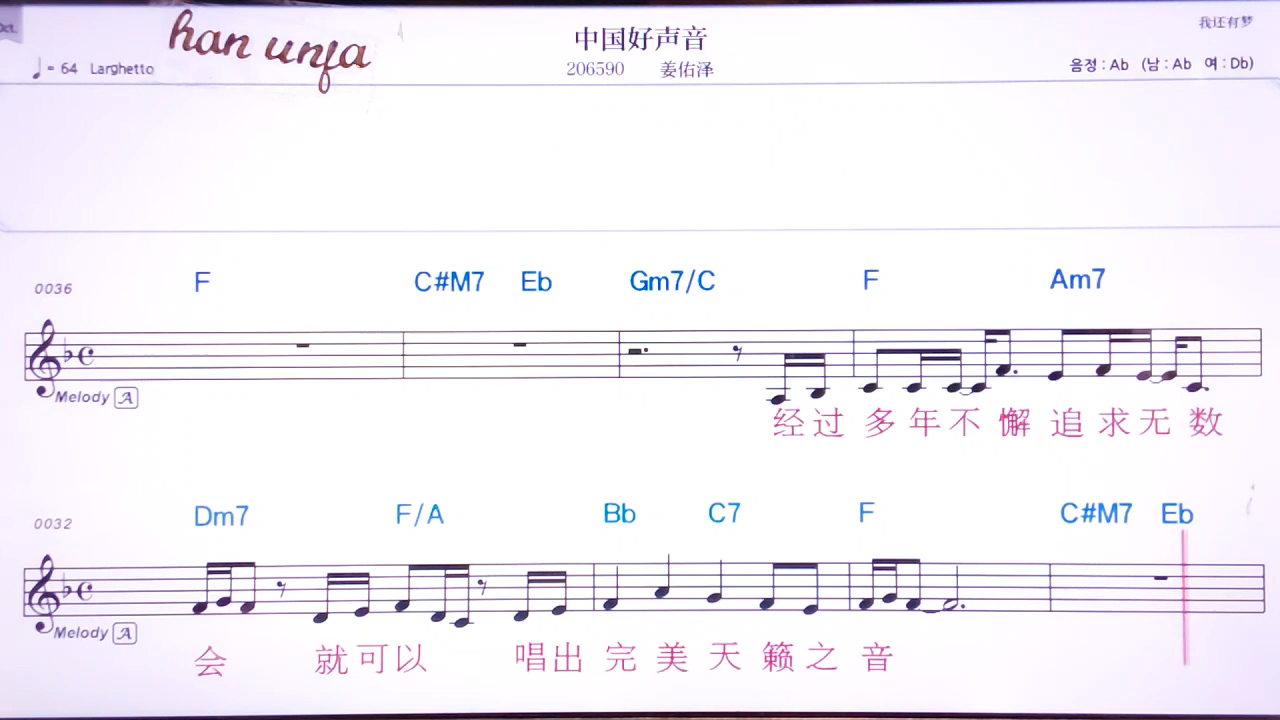 han unfa
中国好声音
我还有梦
♩= 64 Larghetto
206590 姜佑泽
음정 : Ab (남 : Ab 여 : Db)
0036 F C#M7 Eb Gm7/C F Am7
Melody A
经过 多年不懈 追求无数
0032 Dm7 F/A Bb C7 F C#M7 Eb
Melody A
会 就可以 唱出完美天籁之音